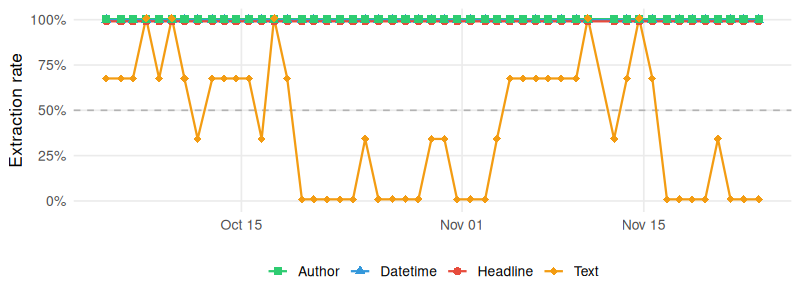 Extraction rate
100%
75%
50%
25%
0%
Oct 15 Nov 01 Nov 15
Author Datetime Headline Text